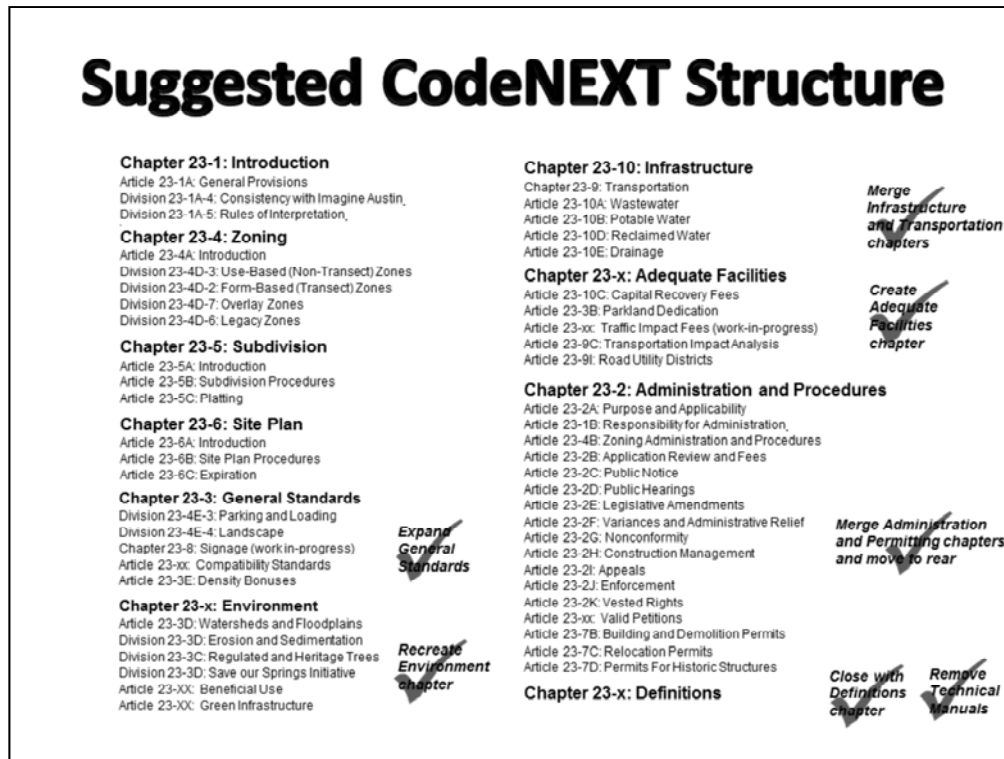 Suggested CodeNEXT Structure
Chapter 23-1: Introduction
Article 23-1A: General Provisions
Division 23-1A-4: Consistency with Imagine Austin.
Division 23-1A-5: Rules of Interpretation.
Chapter 23-4: Zoning
Article 23-4A: Introduction
Division 23-4D-3: Use-Based (Non-Transect) Zones
Division 23-4D-2: Form-Based (Transect) Zones
Division 23-4D-7: Overlay Zones
Division 23-4D-6: Legacy Zones
Chapter 23-5: Subdivision
Article 23-5A: Introduction
Article 23-5B: Subdivision Procedures
Article 23-5C: Platting
Chapter 23-6: Site Plan
Article 23-6A: Introduction
Article 23-6B: Site Plan Procedures
Article 23-6C: Expiration
Chapter 23-3: General Standards
Division 23-4E-3: Parking and Loading
Division 23-4E-4: Landscape
Chapter 23-8: Signage (work in-progress)
Article 23-xx: Compatibility Standards
Article 23-3E: Density Bonuses
Expand
General
Standards
Chapter 23-x: Environment
Article 23-3D: Watersheds and Floodplains
Division 23-3D: Erosion and Sedimentation
Division 23-3C: Regulated and Heritage Trees
Division 23-3D: Save our Springs Initiative
Article 23-XX: Beneficial Use
Article 23-XX: Green Infrastructure
Recreate
Environment
chapter
Chapter 23-10: Infrastructure
Chapter 23-9: Transportation
Article 23-10A: Wastewater
Article 23-10B: Potable Water
Article 23-10D: Reclaimed Water
Article 23-10E: Drainage
Merge
Infrastructure
and Transportation
chapters
Chapter 23-x: Adequate Facilities
Article 23-10C: Capital Recovery Fees
Article 23-3B: Parkland Dedication
Article 23-xx: Traffic Impact Fees (work-in-progress)
Article 23-9C: Transportation Impact Analysis
Article 23-9I: Road Utility Districts
Create
Adequate
Facilities
chapter
Chapter 23-2: Administration and Procedures
Article 23-2A: Purpose and Applicability
Article 23-1B: Responsibility for Administration.
Article 23-4B: Zoning Administration and Procedures
Article 23-2B: Application Review and Fees
Article 23-2C: Public Notice
Article 23-2D: Public Hearings
Article 23-2E: Legislative Amendments
Article 23-2F: Variances and Administrative Relief
Article 23-2G: Nonconformity
Article 23-2H: Construction Management
Article 23-2I: Appeals
Article 23-2J: Enforcement
Article 23-2K: Vested Rights
Article 23-xx: Valid Petitions
Article 23-7B: Building and Demolition Permits
Article 23-7C: Relocation Permits
Article 23-7D: Permits For Historic Structures
Merge Administration
and Permitting chapters
and move to rear
Chapter 23-x: Definitions
Close with
Definitions
chapter
Remove
Technical
Manuals